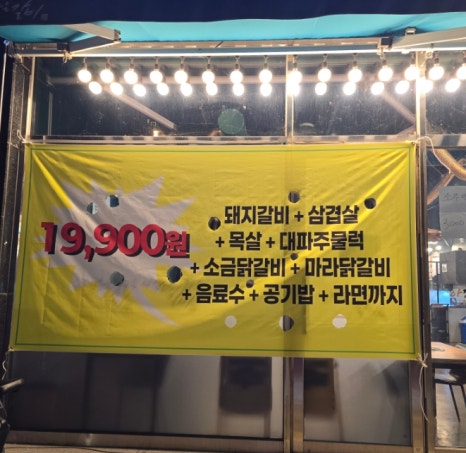 19,900원
돼지갈비 + 삼겹살
+ 목살 + 대파주물럭
+ 소금닭갈비 + 마라닭갈비
+ 음료수 + 공기밥 + 라면까지